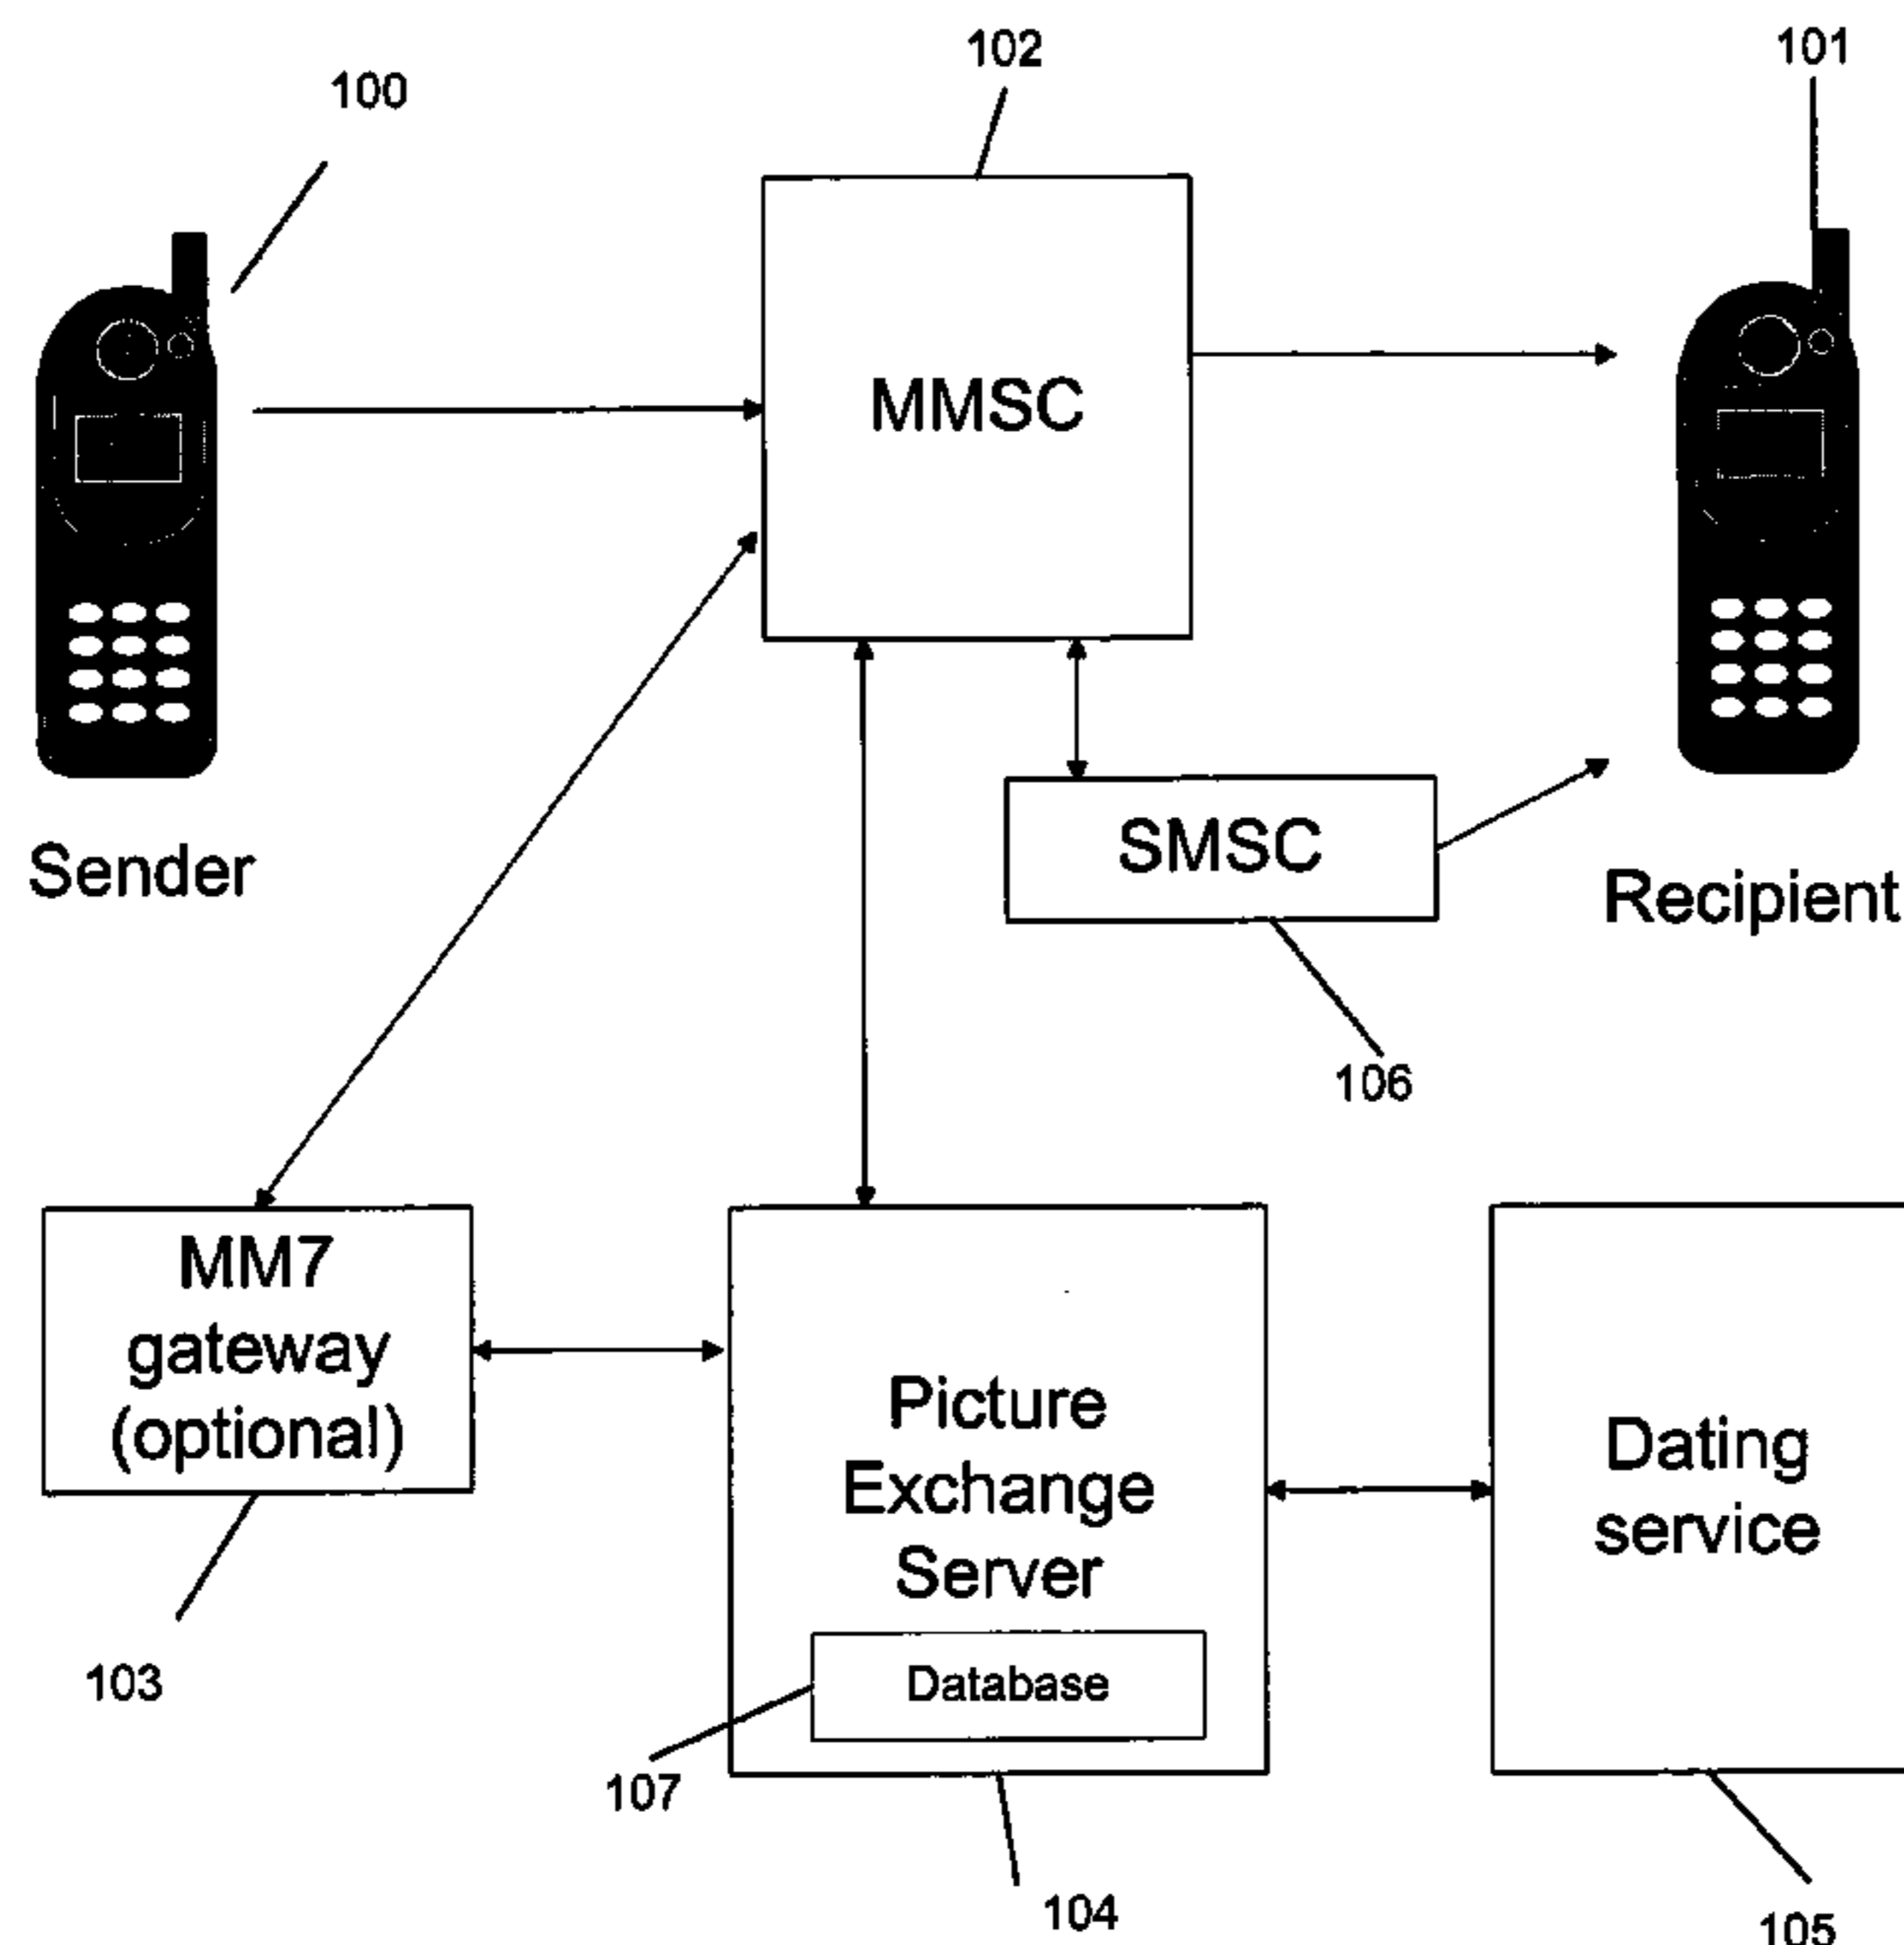 102
101
100
MMSC
SMSC
Sender
Recipient
106
MM7
gateway
(optional)
Picture
Exchange
Server
Dating
service
Database
103
107
104
105